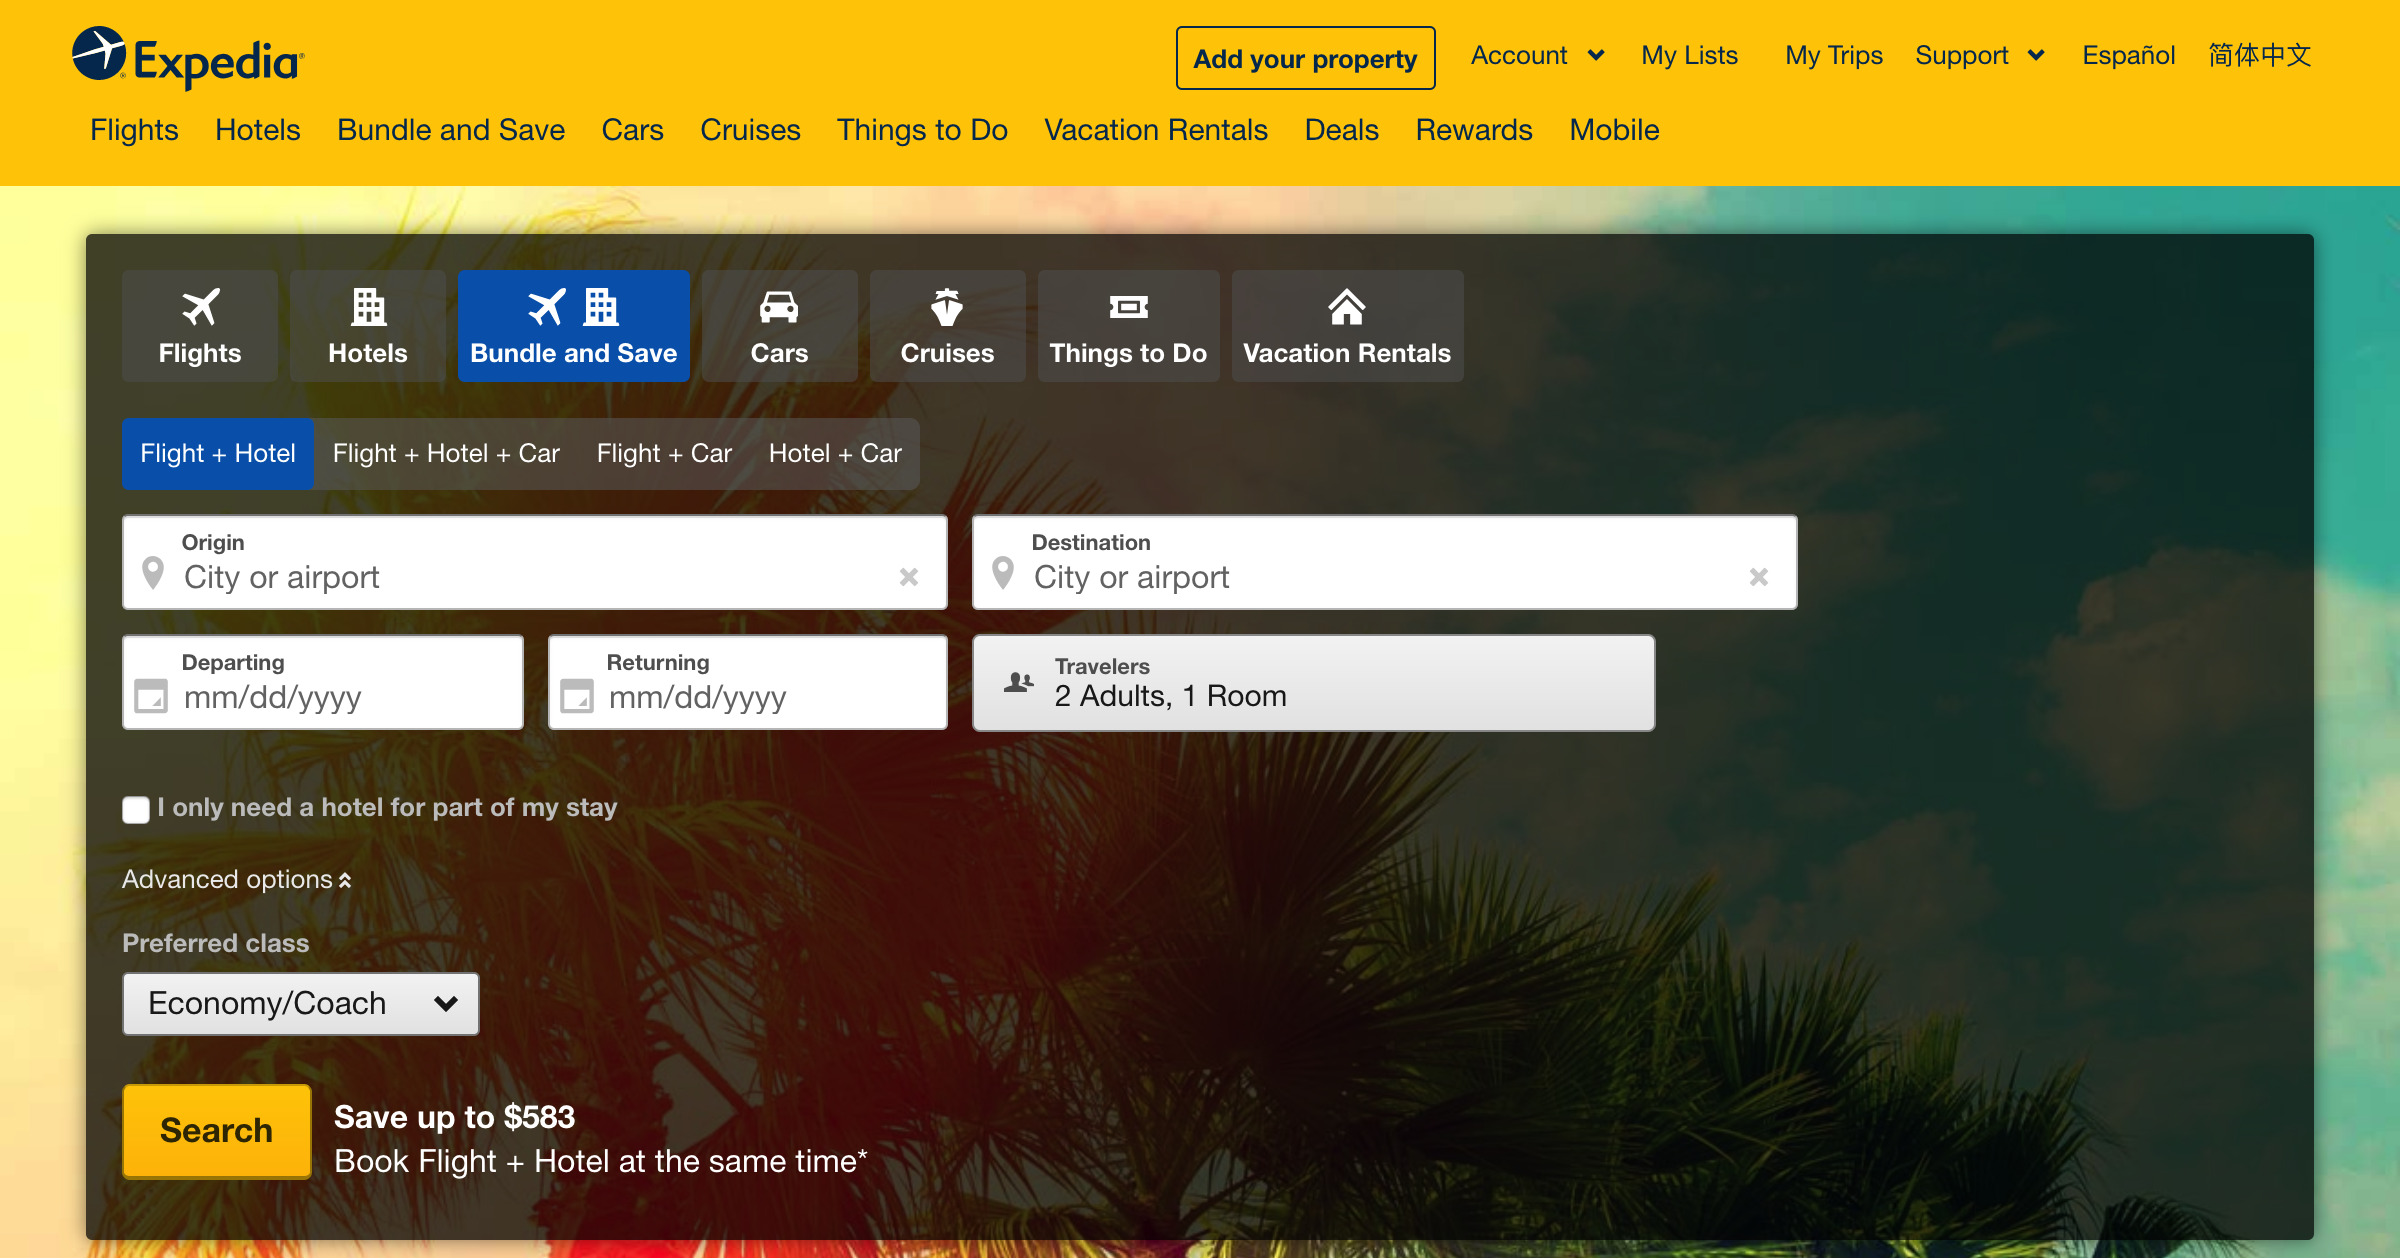 Expedia
Add your property Account My Lists My Trips Support Español 简体中文
Flights Hotels Bundle and Save Cars Cruises Things to Do Vacation Rentals Deals Rewards Mobile
Flights Hotels Bundle and Save Cars Cruises Things to Do Vacation Rentals
Flight + Hotel Flight + Hotel + Car Flight + Car Hotel + Car
Origin
City or airport
Destination
City or airport
Departing
mm/dd/yyyy
Returning
mm/dd/yyyy
Travelers
2 Adults, 1 Room
I only need a hotel for part of my stay
Advanced options
Preferred class
Economy/Coach
Search
Save up to $583
Book Flight + Hotel at the same time*